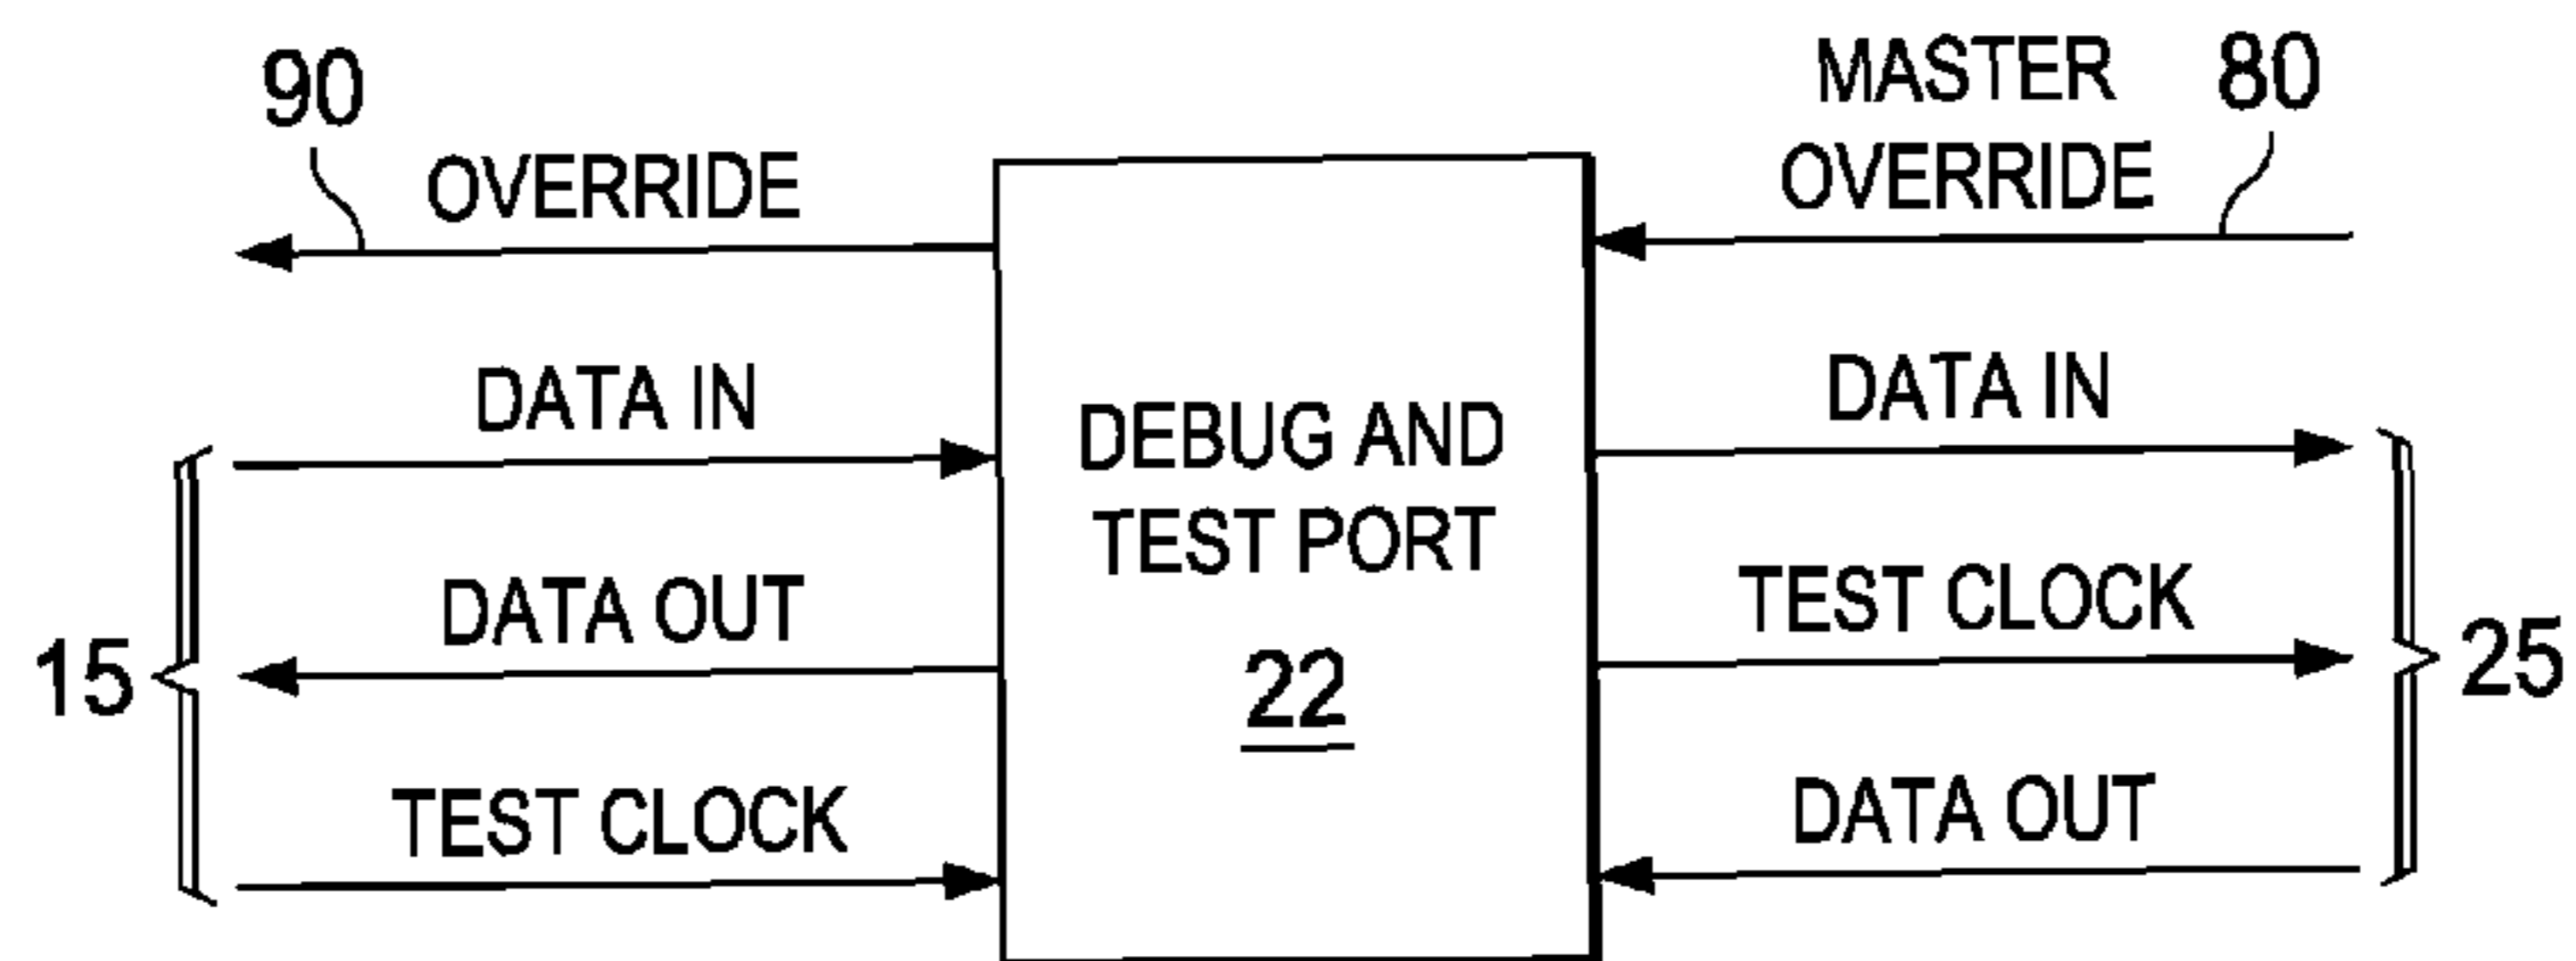 90
OVERRIDE
DATA IN
DATA OUT
TEST CLOCK
15
DEBUG AND
TEST PORT
22
MASTER
OVERRIDE
80
DATA IN
TEST CLOCK
DATA OUT
25